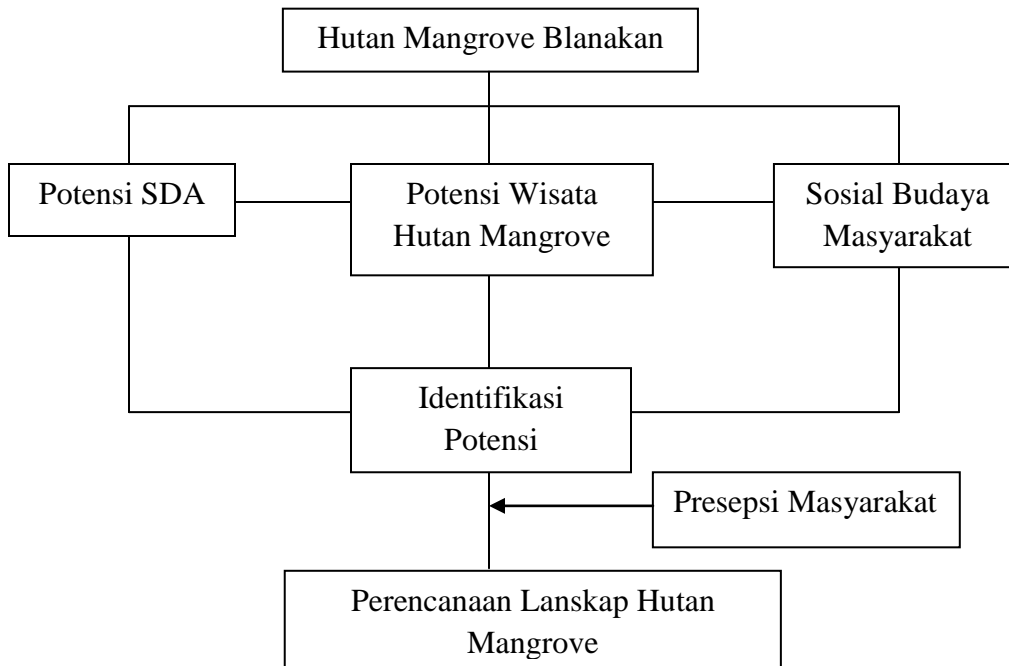 Hutan Mangrove Blanakan
Potensi SDA
Potensi Wisata
Hutan Mangrove
Sosial Budaya
Masyarakat
Identifikasi
Potensi
Presepsi Masyarakat
Perencanaan Lanskap Hutan
Mangrove